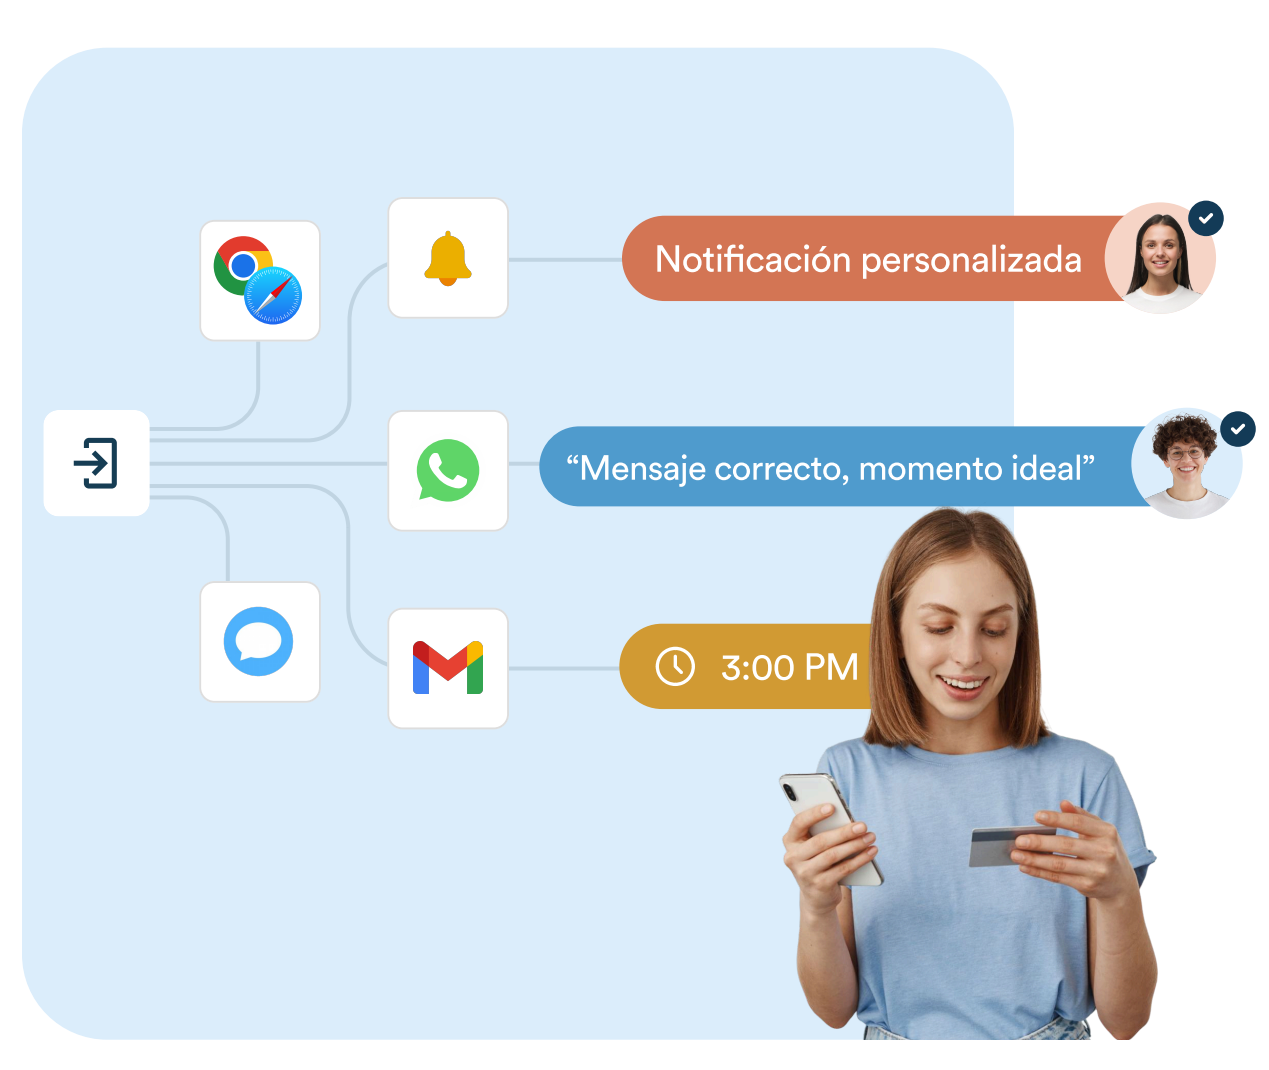 Notificación personalizada
“Mensaje correcto, momento ideal”
3:00 PM